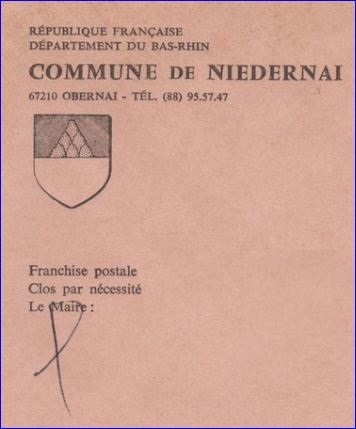 RÉPUBLIQUE FRANÇAISE
DÉPARTEMENT DU BAS-RHIN
COMMUNE DE NIEDERNAI
67210 OBERNAI - TÉL. (88) 95.57.47
Franchise postale
Clos par nécessité
Le Maire :